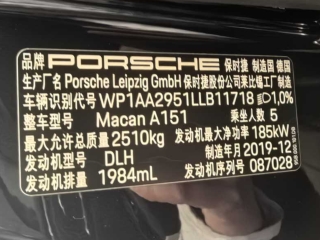 品牌 PORSCHE 保时捷 制造国 德国
生产厂名 Porsche Leipzig GmbH 保时捷股份公司莱比锡工厂制造
车辆识别代号 WP1AA2951LLB11718 或○1,0%
整车型号 Macan A151 乘坐人数 5
最大允许总质量 2510kg 发动机最大净功率 185kW
发动机型号 DLH 制造年月 2019-12
发动机排量 1984mL 发动机序列号 087028